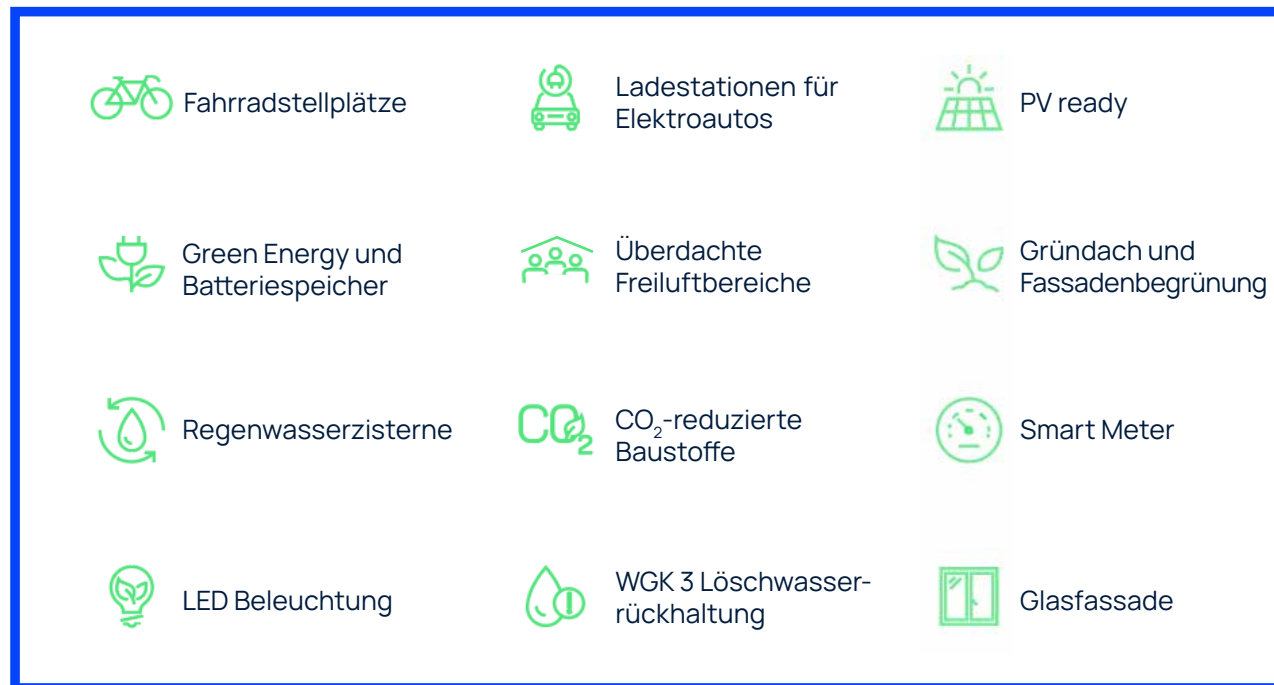 Fahrradstellplätze
Ladestationen für
Elektroautos
PV ready
Green Energy und
Batteriespeicher
Überdachte
Freiluftbereiche
Gründach und
Fassadenbegrünung
Regenwasserzisterne
CO₂
CO₂-reduzierte
Baustoffe
Smart Meter
LED Beleuchtung
WGK 3 Löschwasser-
rückhaltung
Glasfassade